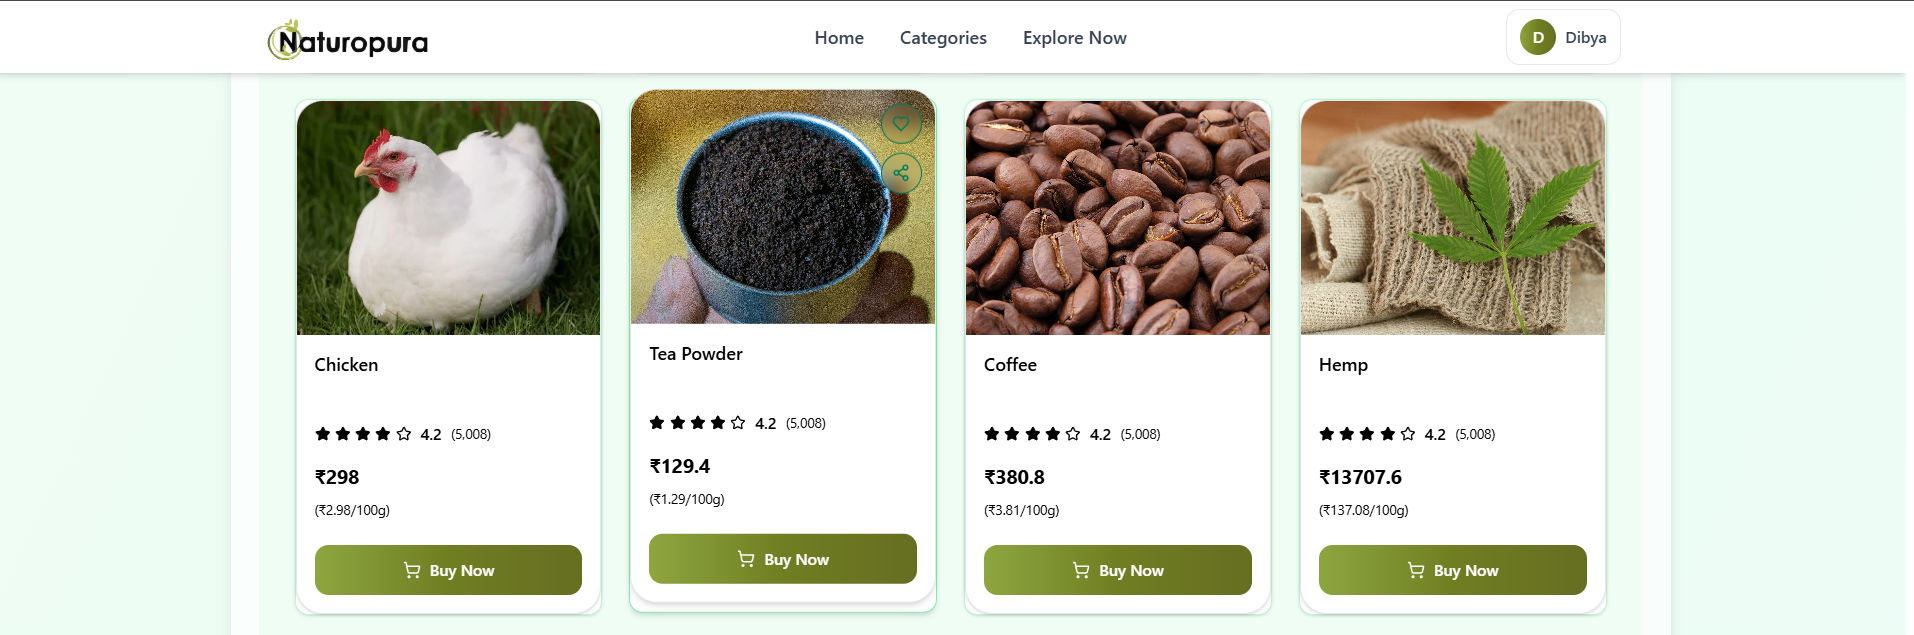 Naturopura
Home
Categories
Explore Now
D
Dibya
Chicken
4.2 (5,008)
₹298
(₹2.98/100g)
Buy Now
Tea Powder
4.2 (5,008)
₹129.4
(₹1.29/100g)
Buy Now
Coffee
4.2 (5,008)
₹380.8
(₹3.81/100g)
Buy Now
Hemp
4.2 (5,008)
₹13707.6
(₹137.08/100g)
Buy Now